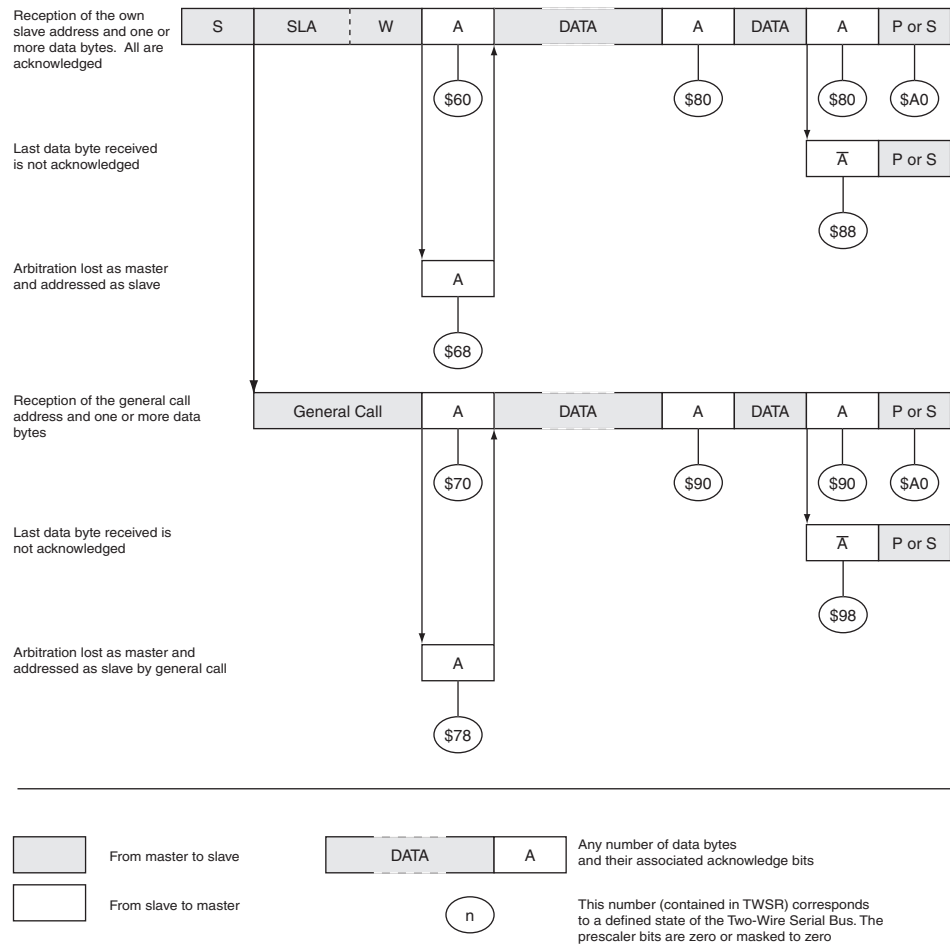 Reception of the own
slave address and one or
more data bytes. All are
acknowledged
S SLA W A DATA A DATA A P or S
$60 $80 $80 $A0
Last data byte received
is not acknowledged
A̅ P or S
$88
Arbitration lost as master
and addressed as slave
A
$68
Reception of the general call
address and one or more data
bytes
General Call A DATA A DATA A P or S
$70 $90 $90 $A0
Last data byte received is
not acknowledged
A̅ P or S
$98
Arbitration lost as master and
addressed as slave by general call
A
$78
From master to slave
DATA A
Any number of data bytes
and their associated acknowledge bits
From slave to master
n
This number (contained in TWSR) corresponds
to a defined state of the Two-Wire Serial Bus. The
prescaler bits are zero or masked to zero